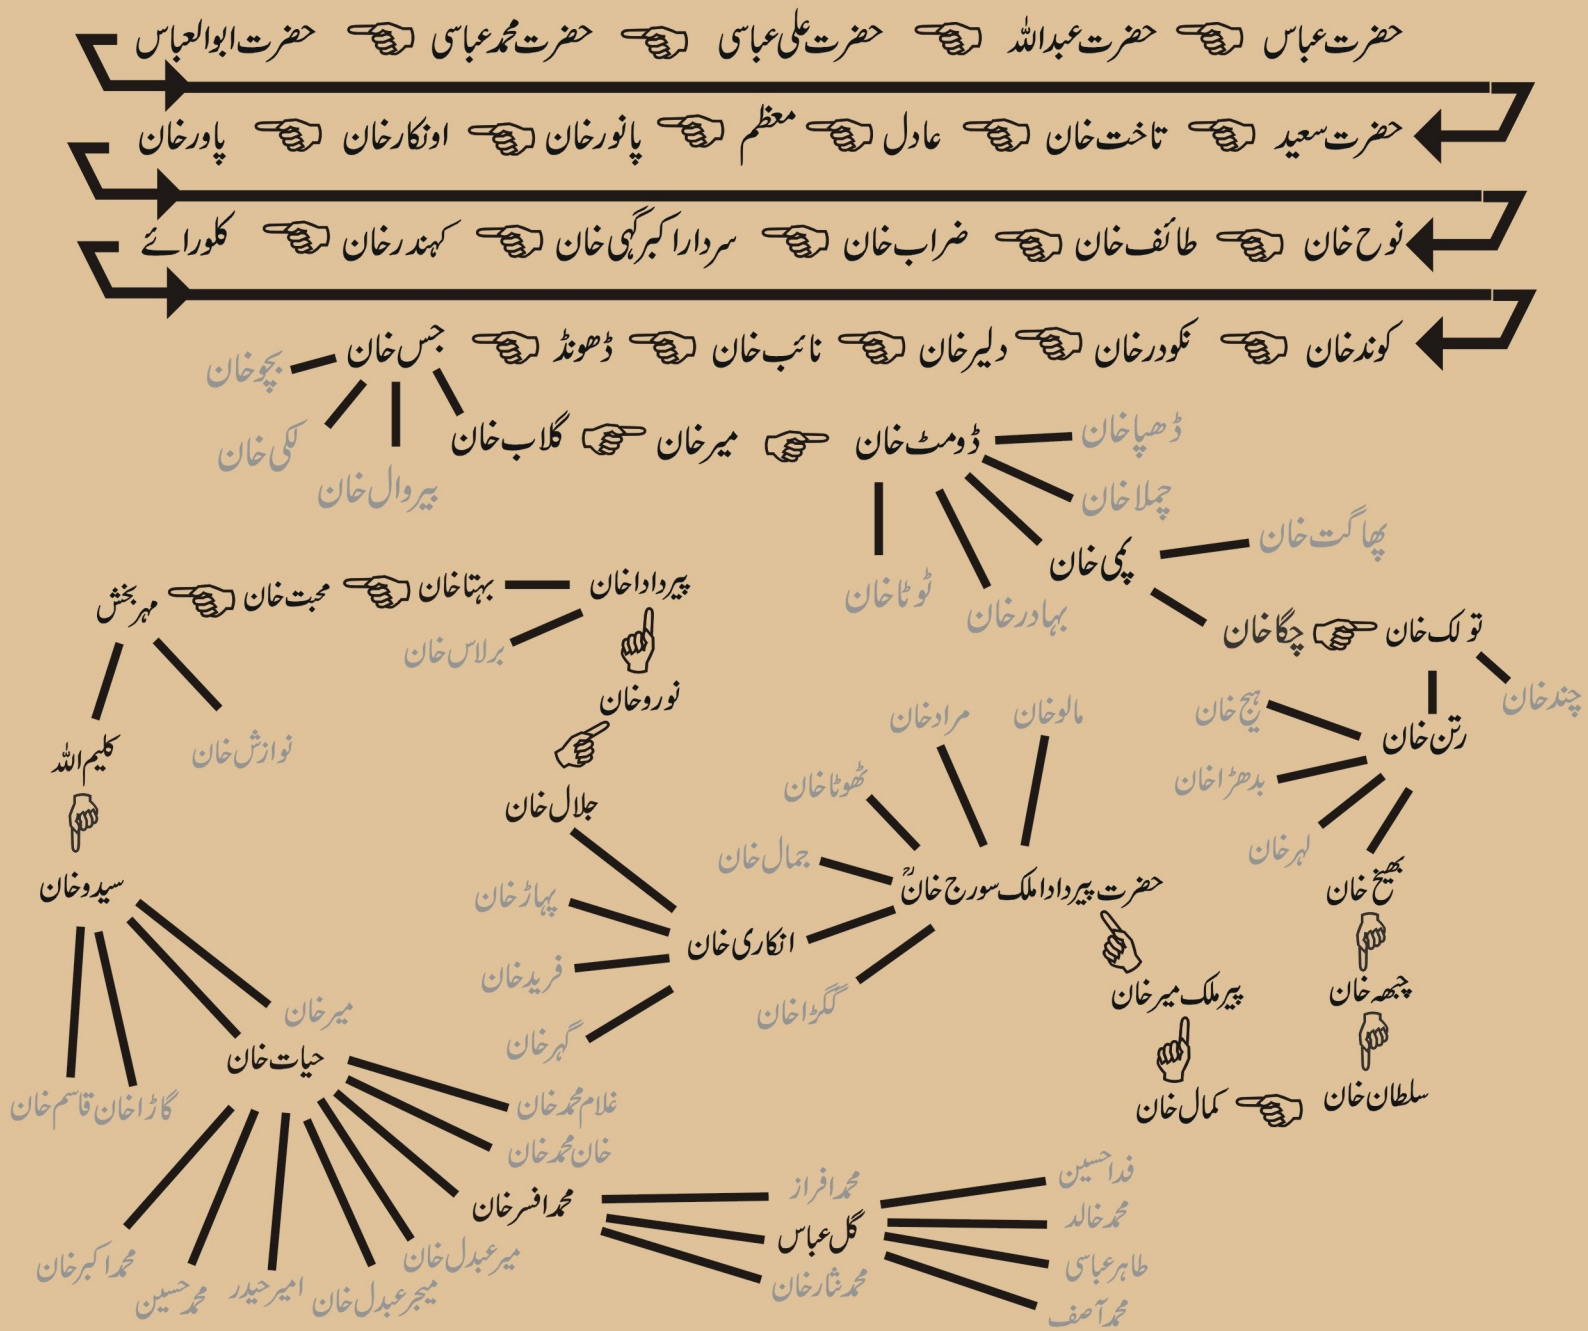 حضرت عباس حضرت عبداللہ حضرت علی عباسی حضرت محمد عباسی حضرت ابوالعباس
حضرت سعید تاخت خان عادل معظم پانور خان اونکار خان پاور خان
نوح خان طائف خان ضراب خان سردار اکبر گہی خان کہندر خان کلورائے
کوند خان نکودر خان دلیر خان نائب خان ڈھونڈ جس خان
بچو خان
لکی خان
بیروال خان
گلاب خان میر خان ڈومٹ خان
ڈھپا خان
چملا خان
پمی خان
بہادر خان
ٹوٹا خان
پھاگت خان
چگا خان تولک خان
چند خان
رتن خان
ہیج خان
بدھڑا خان
لہر خان
بھیخ خان
چبھہ خان
سلطان خان
کمال خان
پیر ملک میر خان
حضرت پیر دادا ملک سورج خانؒ
مالو خان
مراد خان
ٹھوٹا خان
جمال خان
انکاری خان
گگڑا خان
جلال خان
پہاڑ خان
فرید خان
گہر خان
نورو خان
پیر دادا خان
بہتا خان محبت خان مہر بخش
برلاس خان
نوازش خان
کلیم اللہ
سیدو خان
میر خان
حیات خان
گاڑا خان
قاسم خان
غلام محمد خان
خان محمد خان
محمد افسر خان
میر عبدل خان
میجر عبدل خان
امیر حیدر
محمد حسین
محمد اکبر خان
محمد افراز
گل عباس
محمد نثار خان
فدا حسین
محمد خالد
طاہر عباسی
محمد آصف